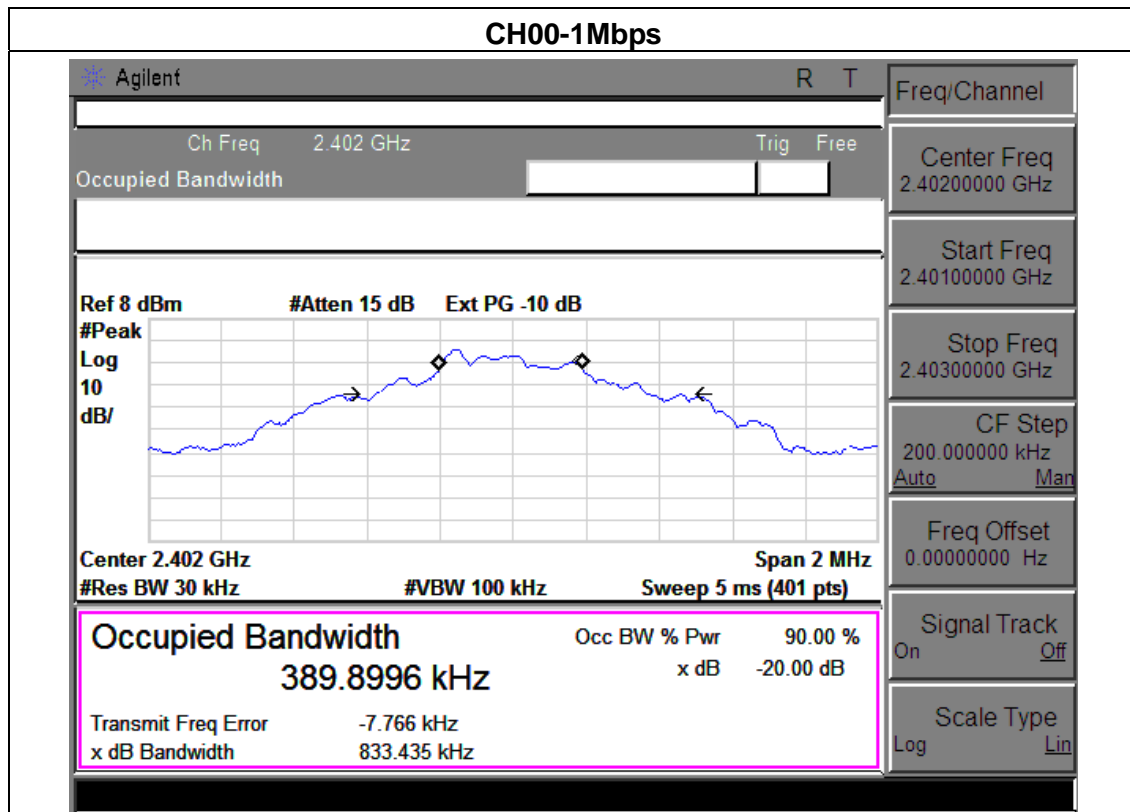 CH00-1Mbps
Agilent R T
Ch Freq 2.402 GHz Trig Free
Occupied Bandwidth
Ref 8 dBm #Atten 15 dB Ext PG -10 dB
#Peak
Log
10
dB/
Center 2.402 GHz Span 2 MHz
#Res BW 30 kHz #VBW 100 kHz Sweep 5 ms (401 pts)
Occupied Bandwidth
389.8996 kHz
Occ BW % Pwr 90.00 %
x dB -20.00 dB
Transmit Freq Error -7.766 kHz
x dB Bandwidth 833.435 kHz
Freq/Channel
Center Freq
2.40200000 GHz
Start Freq
2.40100000 GHz
Stop Freq
2.40300000 GHz
CF Step
200.000000 kHz
Auto Man
Freq Offset
0.00000000 Hz
Signal Track
On Off
Scale Type
Log Lin